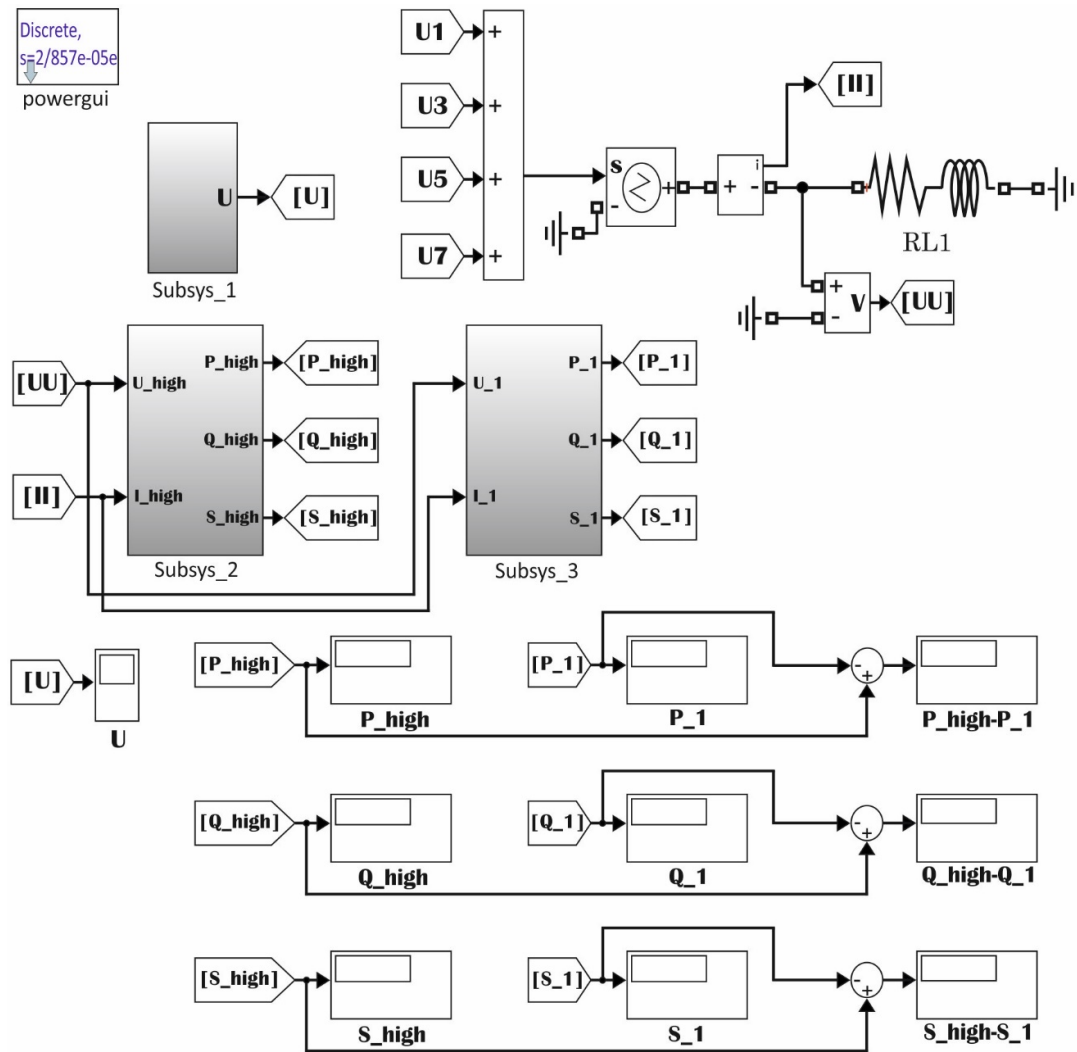 Discrete,
s=2/857e-05e
powergui
U
[U]
Subsys_1
U1
+
U3
+
U5
+
U7
+
s
-
+
+
i
-
[II]
RL1
+
-
V
[UU]
[UU]
[II]
U_high
I_high
P_high
Q_high
S_high
Subsys_2
[P_high]
[Q_high]
[S_high]
U_1
I_1
P_1
Q_1
S_1
Subsys_3
[P_1]
[Q_1]
[S_1]
[U]
U
[P_high]
P_high
[P_1]
P_1
-
+
P_high-P_1
[Q_high]
Q_high
[Q_1]
Q_1
-
+
Q_high-Q_1
[S_high]
S_high
[S_1]
S_1
-
+
S_high-S_1